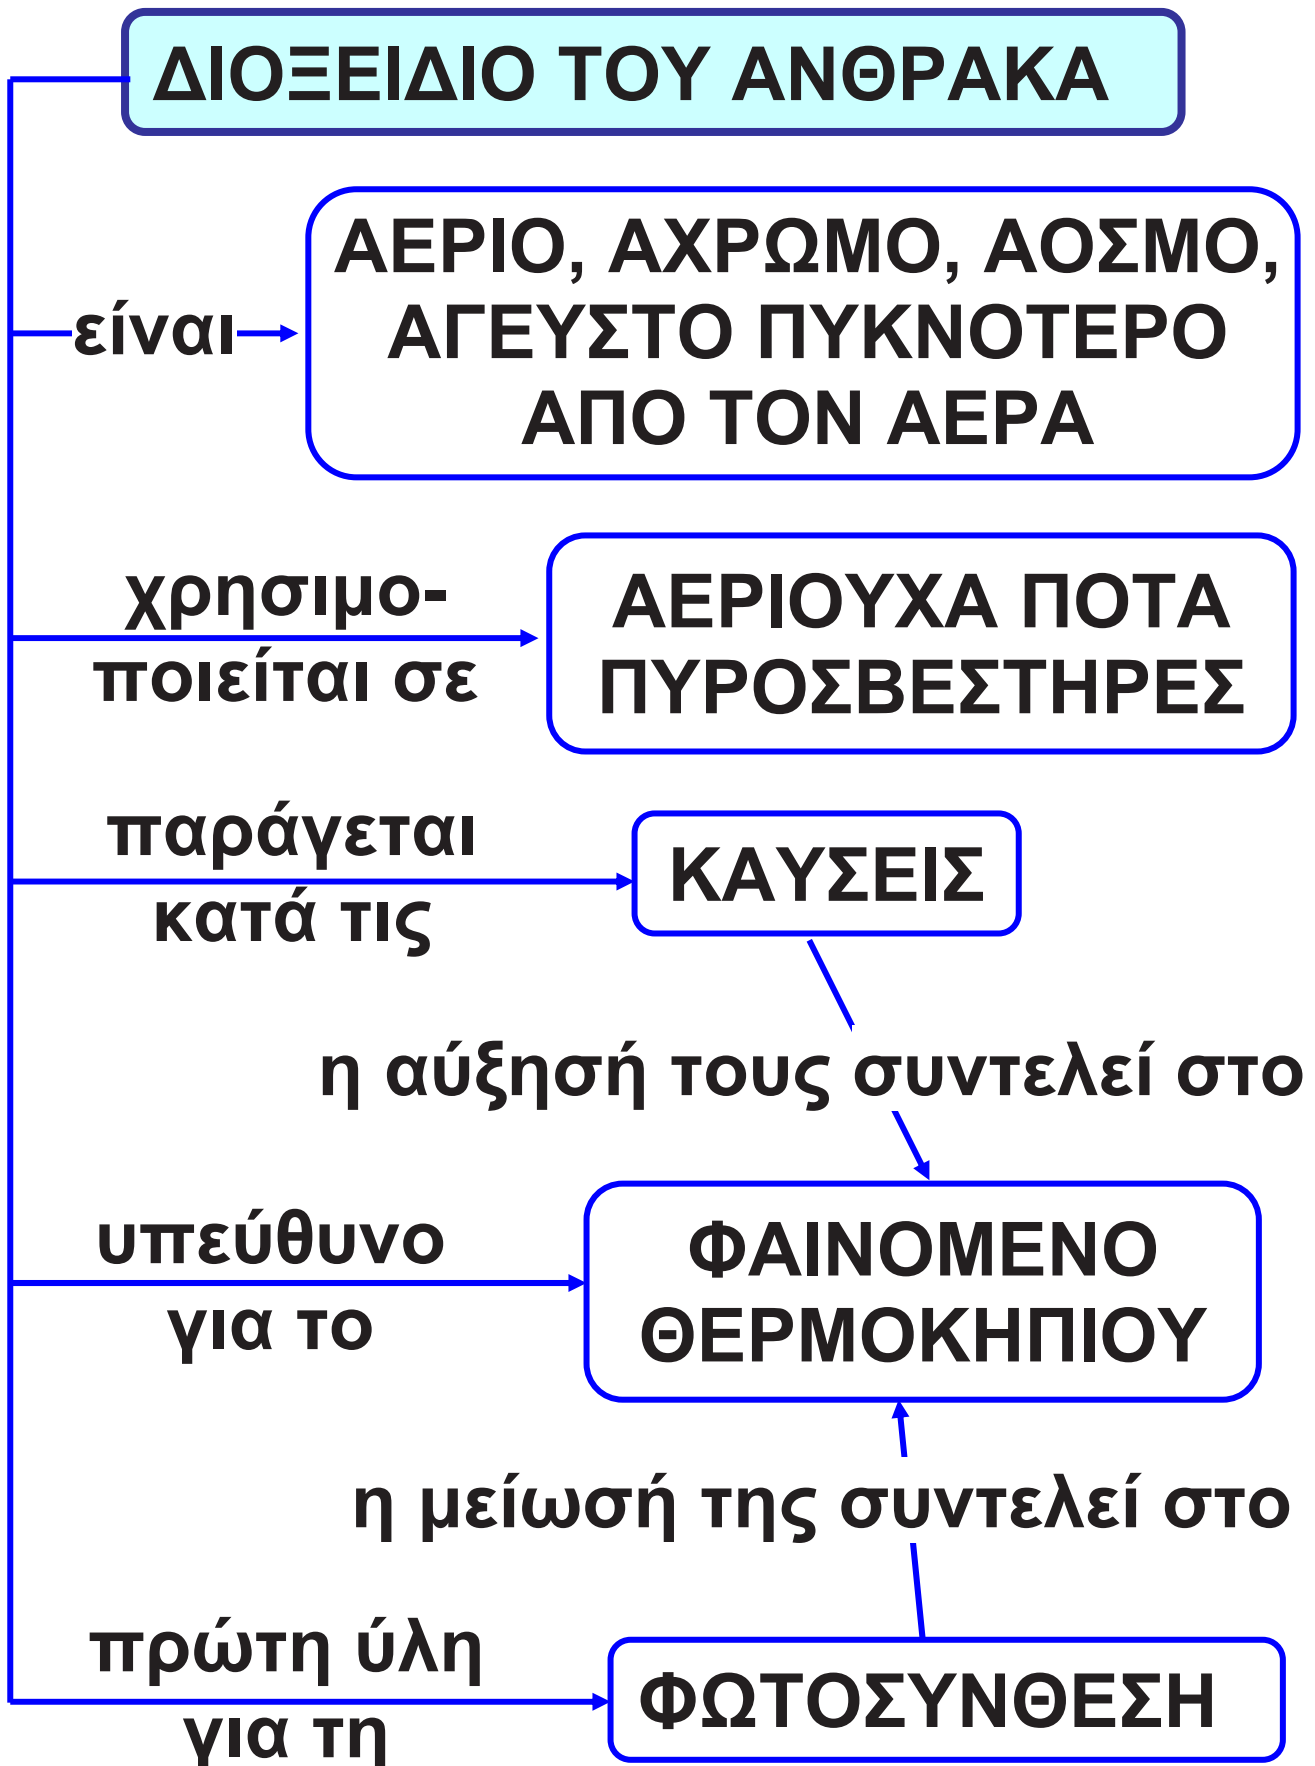 ΔΙΟΞΕΙΔΙΟ ΤΟΥ ΑΝΘΡΑΚΑ
είναι
ΑΕΡΙΟ, ΑΧΡΩΜΟ, ΑΟΣΜΟ,
ΑΓΕΥΣΤΟ ΠΥΚΝΟΤΕΡΟ
ΑΠΟ ΤΟΝ ΑΕΡΑ
χρησιμο-
ποιείται σε
ΑΕΡΙΟΥΧΑ ΠΟΤΑ
ΠΥΡΟΣΒΕΣΤΗΡΕΣ
παράγεται
κατά τις
ΚΑΥΣΕΙΣ
η αύξησή τους συντελεί στο
υπεύθυνο
για το
ΦΑΙΝΟΜΕΝΟ
ΘΕΡΜΟΚΗΠΙΟΥ
η μείωσή της συντελεί στο
πρώτη ύλη
για τη
ΦΩΤΟΣΥΝΘΕΣΗ